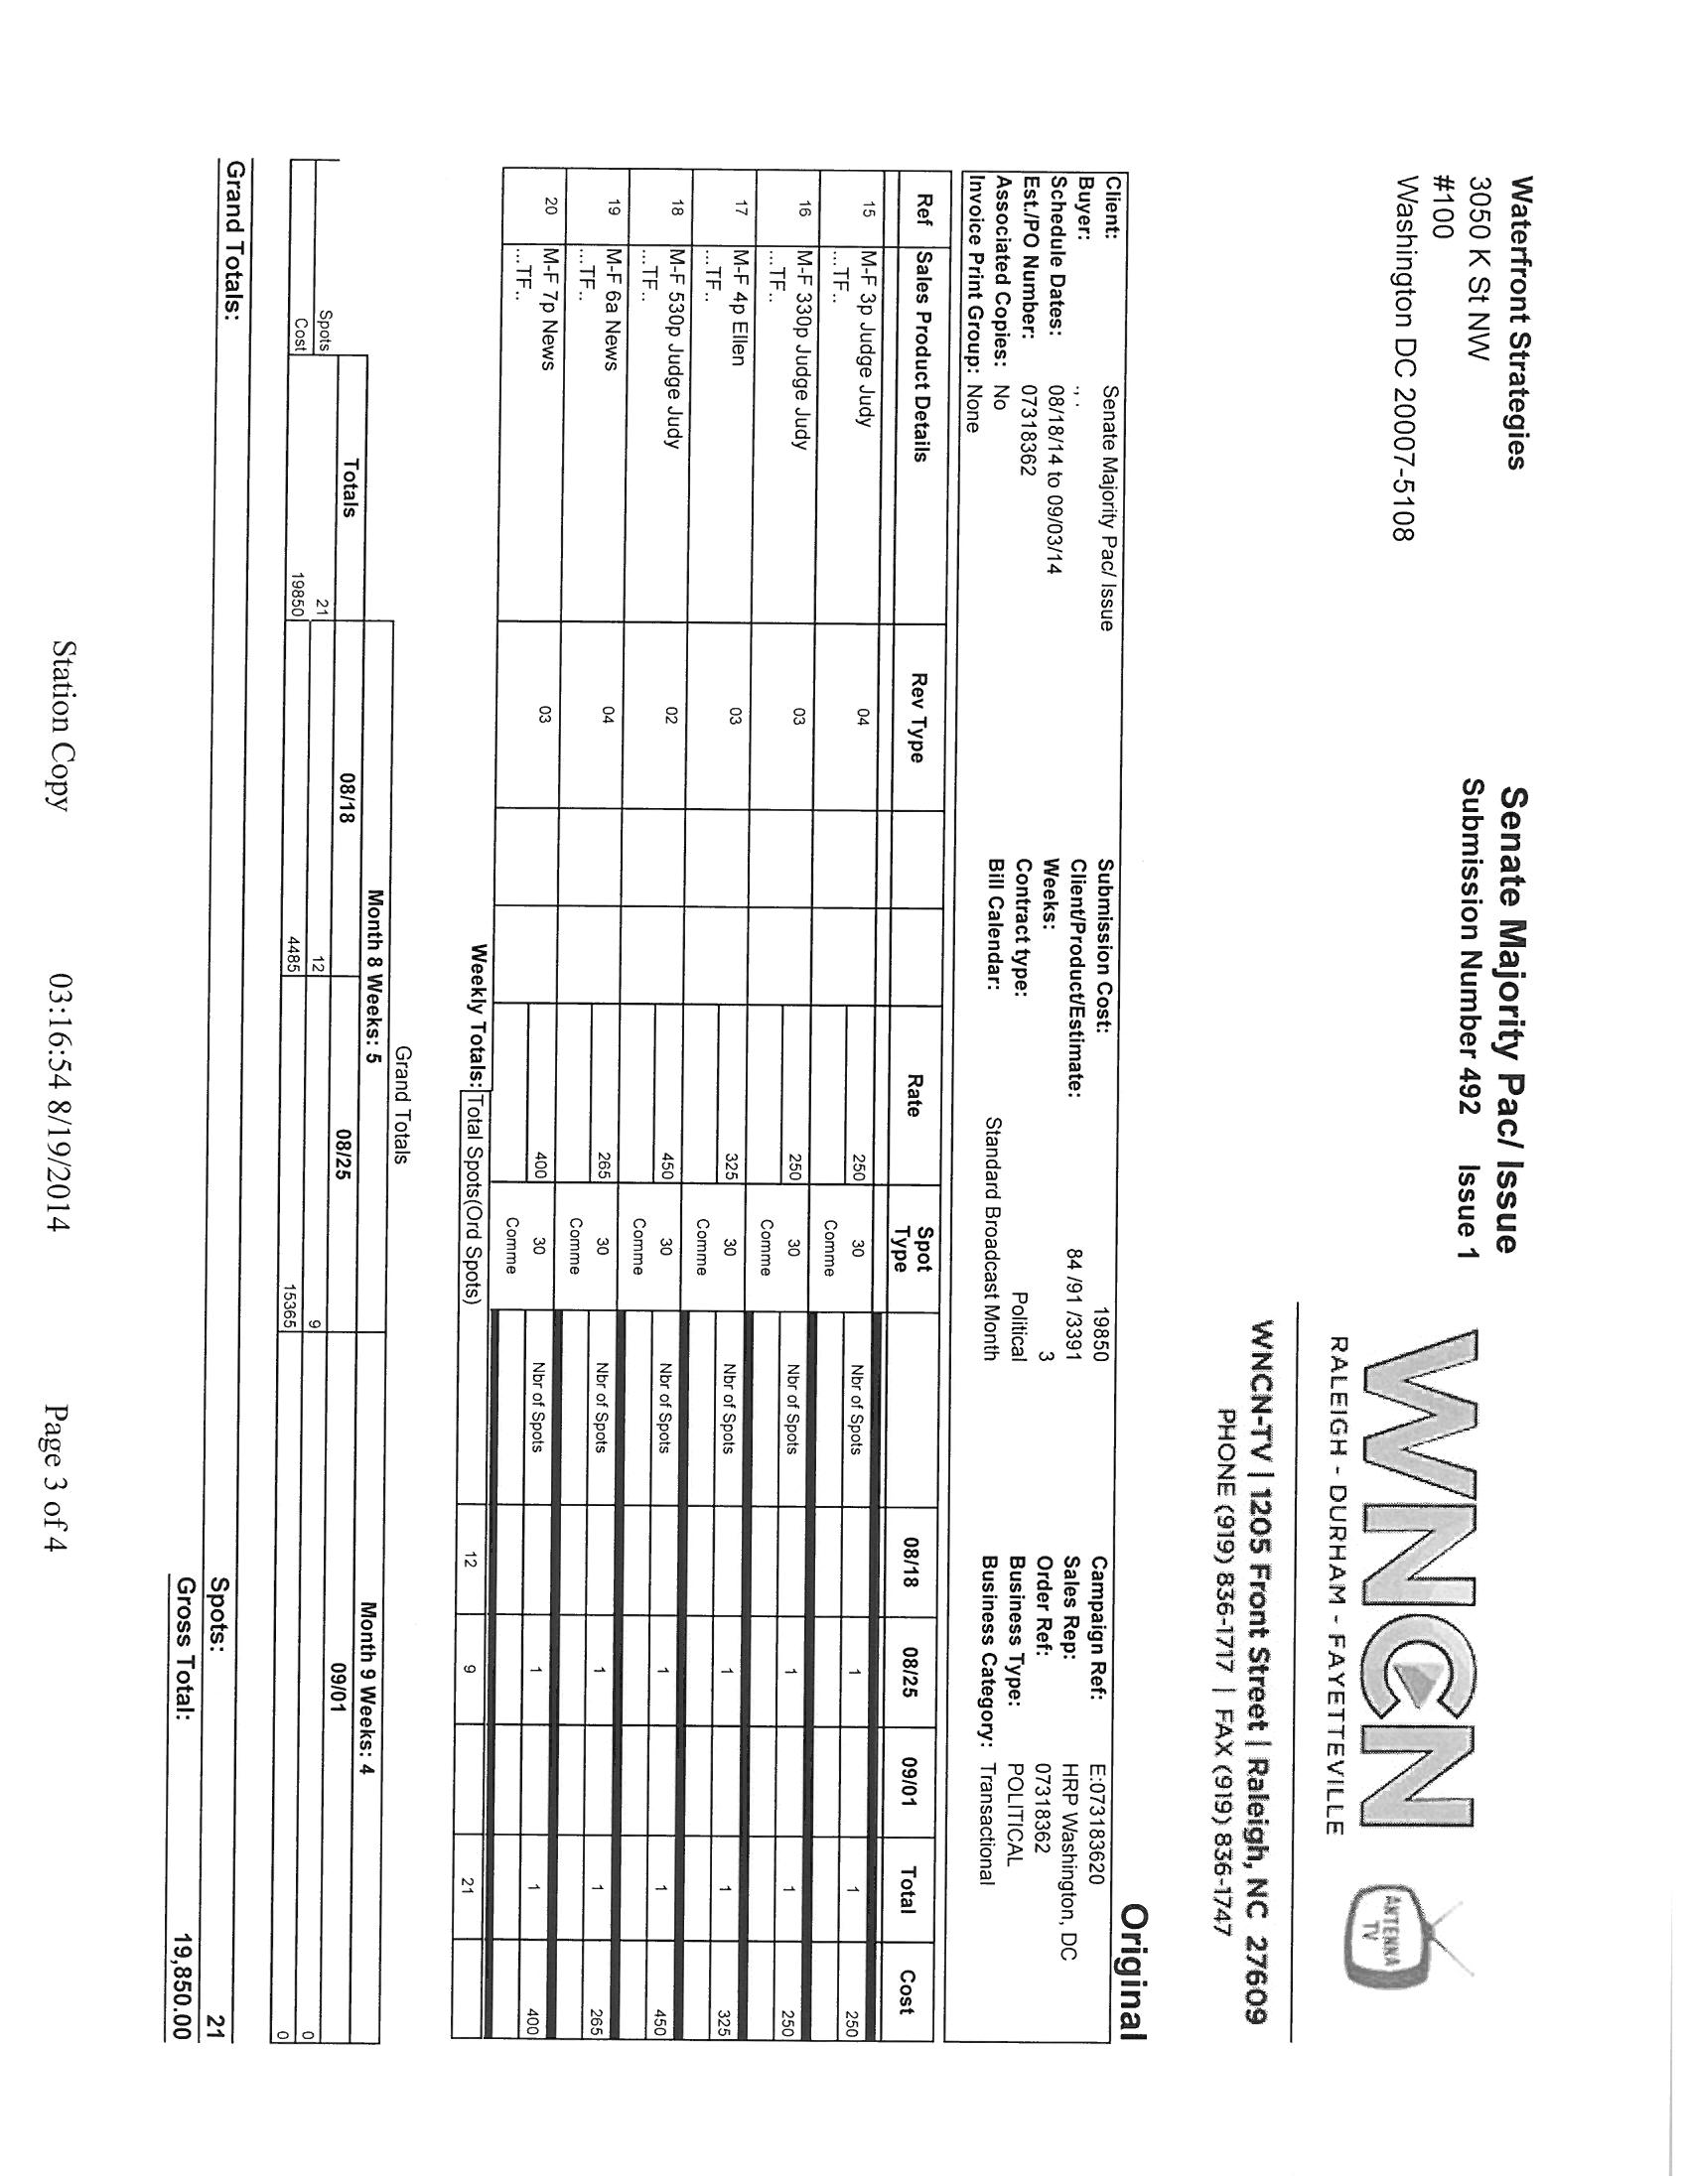 Waterfront Strategies
3050 K St NW
#100
Washington DC 20007-5108
Senate Majority Pac/ Issue
Submission Number 492 Issue 1
WNCN
RALEIGH - DURHAM - FAYETTEVILLE
ANTENNA
TV
WNCN-TV | 1205 Front Street | Raleigh, NC 27609
PHONE (919) 836-1717 | FAX (919) 836-1747
Original
Client: Senate Majority Pac/ Issue Submission Cost: 19850 Campaign Ref: E:073183620
Buyer: ., . Client/Product/Estimate: 84 /91 /3391 Sales Rep: HRP Washington, DC
Schedule Dates: 08/18/14 to 09/03/14 Weeks: 3 Order Ref: 07318362
Est./PO Number: 07318362 Contract type: Political Business Type: POLITICAL
Associated Copies: No Bill Calendar: Standard Broadcast Month Business Category: Transactional
Invoice Print Group: None
Ref Sales Product Details Rev Type Rate Spot Type 08/18 08/25 09/01 Total Cost
15 M-F 3p Judge Judy 04 250 30 Nbr of Spots 1 1 250
...TF.. Comme
16 M-F 330p Judge Judy 03 250 30 Nbr of Spots 1 1 250
...TF.. Comme
17 M-F 4p Ellen 03 325 30 Nbr of Spots 1 1 325
...TF.. Comme
18 M-F 530p Judge Judy 02 450 30 Nbr of Spots 1 1 450
...TF.. Comme
19 M-F 6a News 04 265 30 Nbr of Spots 1 1 265
...TF.. Comme
20 M-F 7p News 03 400 30 Nbr of Spots 1 1 400
...TF.. Comme
Weekly Totals: Total Spots(Ord Spots) 12 9 21
Grand Totals
Month 8 Weeks: 5 Month 9 Weeks: 4
Totals 08/18 08/25 09/01
Spots 21 12 9 0
Cost 19850 4485 15365 0
Grand Totals: Spots: 21
Gross Total: 19,850.00
Station Copy 03:16:54 8/19/2014 Page 3 of 4